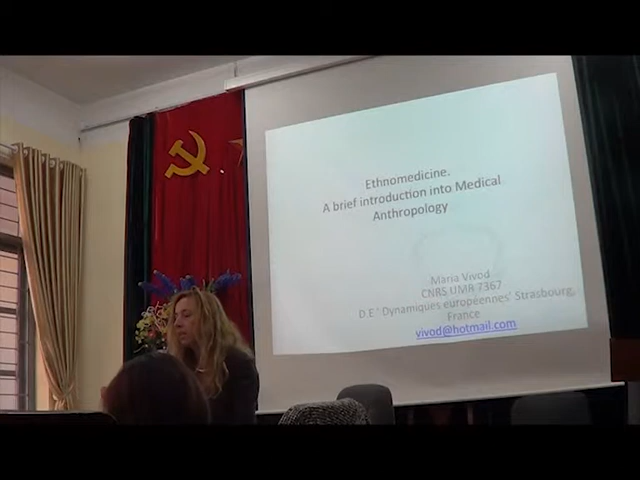 Ethnomedicine.
A brief introduction into Medical
Anthropology
Maria Vivod
CNRS UMR 7367
D.E ' Dynamiques européennes' Strasbourg,
France
vivod@hotmail.com